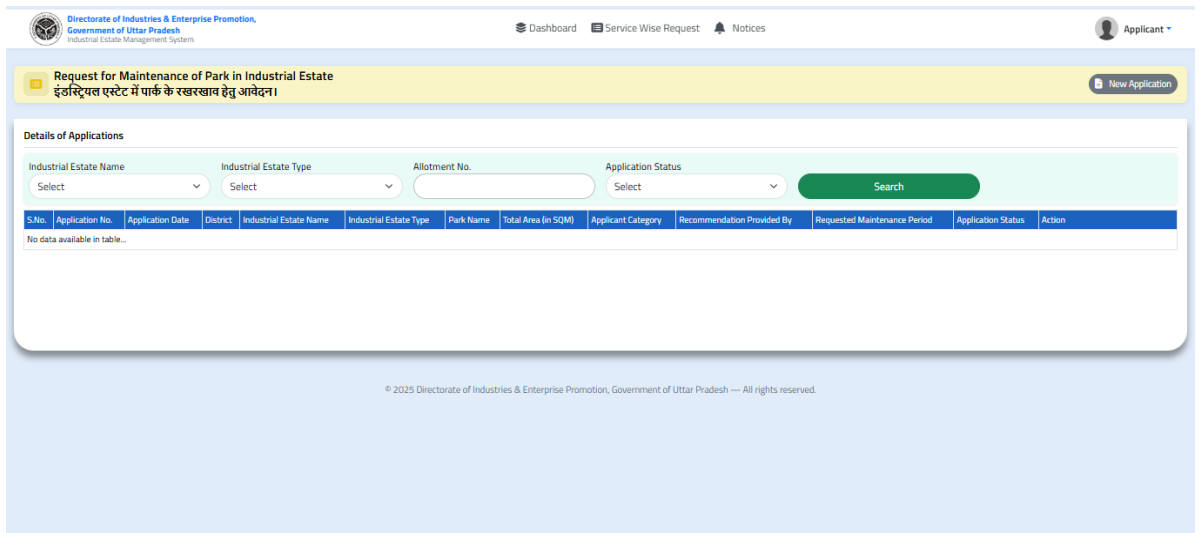 Directorate of Industries & Enterprise Promotion,
Government of Uttar Pradesh
Industrial Estate Management System
Dashboard
Service Wise Request
Notices
Applicant
Request for Maintenance of Park in Industrial Estate
इंडस्ट्रियल एस्टेट में पार्क के रखरखाव हेतु आवेदन।
New Application
Details of Applications
Industrial Estate Name
Industrial Estate Type
Allotment No.
Application Status
Select
Select
Select
Search
S.No. Application No. Application Date District Industrial Estate Name Industrial Estate Type Park Name Total Area (in SQM) Applicant Category Recommendation Provided By Requested Maintenance Period Application Status Action
No data available in table...
© 2025 Directorate of Industries & Enterprise Promotion, Government of Uttar Pradesh — All rights reserved.